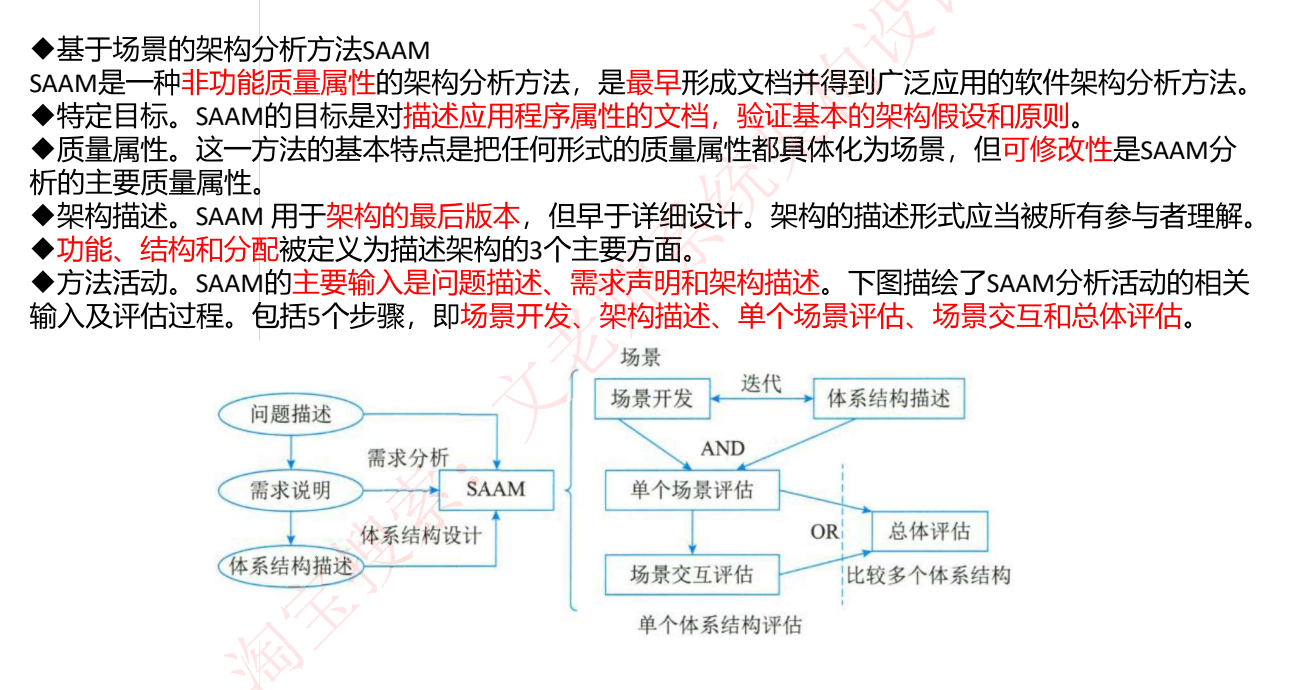 ◆基于场景的架构分析方法SAAM
SAAM是一种非功能质量属性的架构分析方法，是最早形成文档并得到广泛应用的软件架构分析方法。
◆特定目标。SAAM的目标是对描述应用程序属性的文档，验证基本的架构假设和原则。
◆质量属性。这一方法的基本特点是把任何形式的质量属性都具体化为场景，但可修改性是SAAM分
析的主要质量属性。
◆架构描述。SAAM 用于架构的最后版本，但早于详细设计。架构的描述形式应当被所有参与者理解。
◆功能、结构和分配被定义为描述架构的3个主要方面。
◆方法活动。SAAM的主要输入是问题描述、需求声明和架构描述。下图描绘了SAAM分析活动的相关
输入及评估过程。包括5个步骤，即场景开发、架构描述、单个场景评估、场景交互和总体评估。
场景
场景开发
迭代
体系结构描述
问题描述
AND
需求分析
需求说明
SAAM
单个场景评估
OR
总体评估
体系结构设计
体系结构描述
场景交互评估
比较多个体系结构
单个体系结构评估